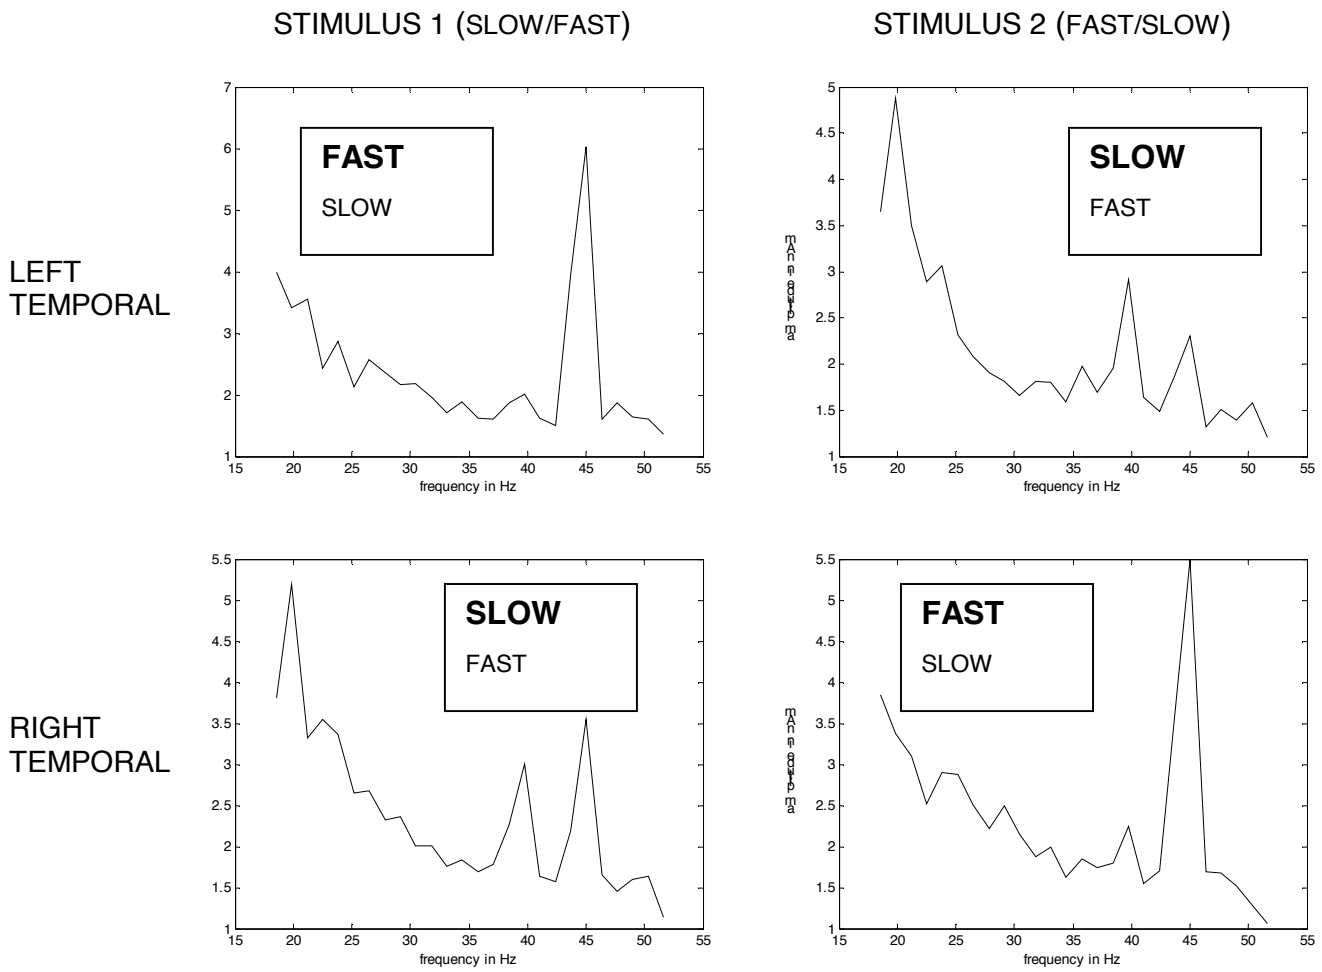 STIMULUS 1 (SLOW/FAST)
STIMULUS 2 (FAST/SLOW)
LEFT
TEMPORAL
7
6
5
4
3
2
1
FAST
SLOW
15 20 25 30 35 40 45 50 55
frequency in Hz
5
4.5
4
3.5
3
2.5
2
1.5
1
SLOW
FAST
15 20 25 30 35 40 45 50 55
frequency in Hz
RIGHT
TEMPORAL
5.5
5
4.5
4
3.5
3
2.5
2
1.5
1
SLOW
FAST
15 20 25 30 35 40 45 50 55
frequency in Hz
5.5
5
4.5
4
3.5
3
2.5
2
1.5
1
FAST
SLOW
15 20 25 30 35 40 45 50 55
frequency in Hz